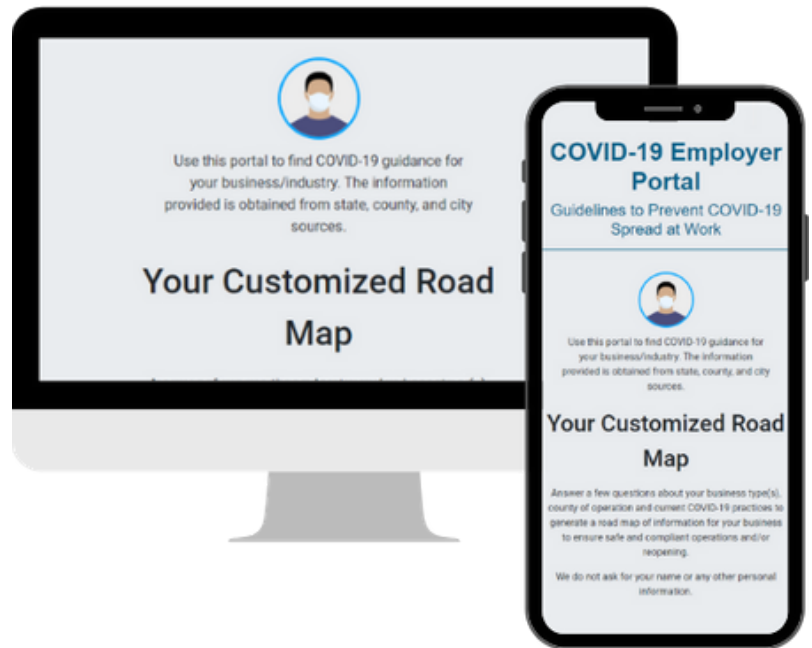 Use this portal to find COVID-19 guidance for
your business/industry. The information
provided is obtained from state, county, and city
sources.
Your Customized Road
Map
COVID-19 Employer
Portal
Guidelines to Prevent COVID-19
Spread at Work
Use this portal to find COVID-19 guidance for
your business/industry. The information
provided is obtained from state, county, and city
sources.
Your Customized Road
Map
Answer a few questions about your business type(s),
county of operation and current COVID-19 practices to
generate a road map of information for your business
to ensure safe and compliant operations and/or
reopening.
We do not ask for your name or any other personal
information.